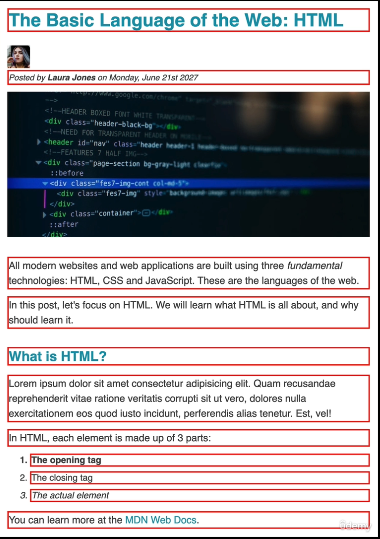 The Basic Language of the Web: HTML
Posted by Laura Jones on Monday, June 21st 2027
<!--HEADER BOXED FONT WHITE TRANSPARENT-->
<div class="header-black-bg"></div>
<!--NEED FOR TRANSPARENT HEADER ON
<header id="nav" class="header header-1
<!--FEATURES 7 HALF IMG-->
<div class="page-section bg-gray-light clearfix">
::before
<div class="fes7-img-cont col-md-5">
<div class="fes7-img" style="background-image:
</div>
<div class="container"></div>
::after
</div>
All modern websites and web applications are built using three fundamental
technologies: HTML, CSS and JavaScript. These are the languages of the web.
In this post, let's focus on HTML. We will learn what HTML is all about, and why
should learn it.
What is HTML?
Lorem ipsum dolor sit amet consectetur adipisicing elit. Quam recusandae
reprehenderit vitae ratione veritatis corrupti sit ut vero, dolores nulla
exercitationem eos quod iusto incidunt, perferendis alias tenetur. Est, vel!
In HTML, each element is made up of 3 parts:
1. The opening tag
2. The closing tag
3. The actual element
You can learn more at the MDN Web Docs.
ûdemy